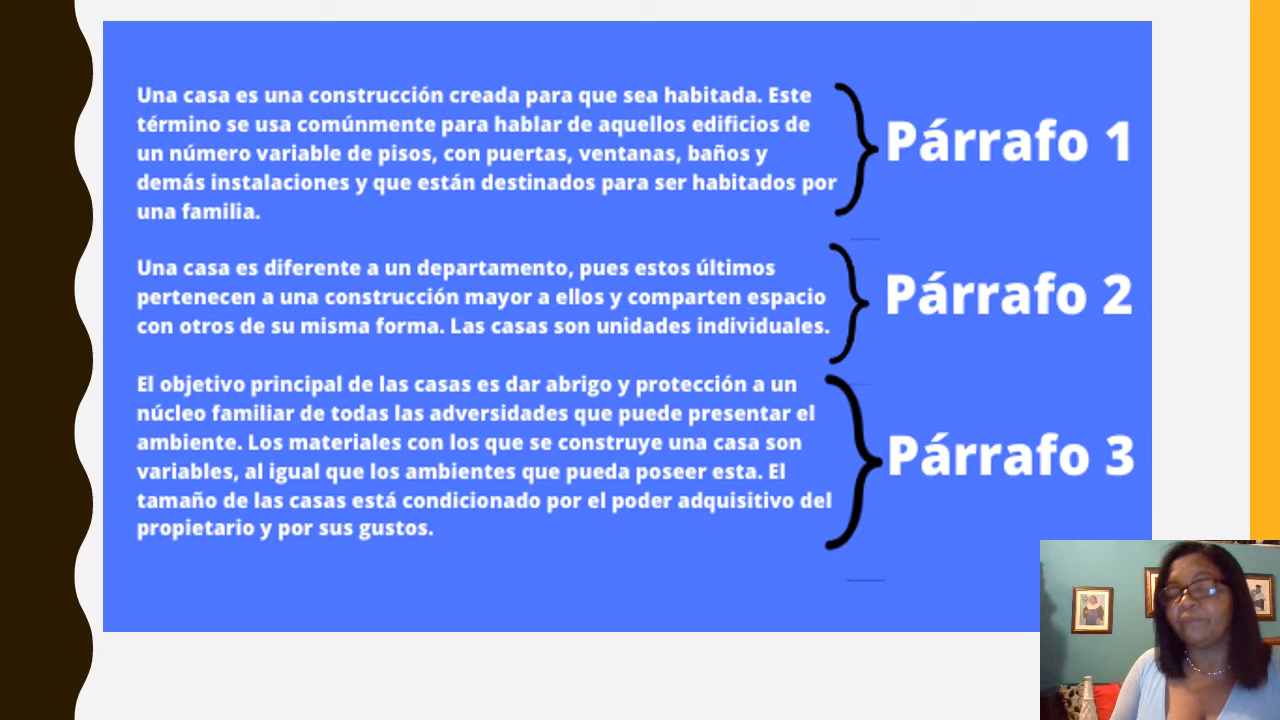 Una casa es una construcción creada para que sea habitada. Este
término se usa comúnmente para hablar de aquellos edificios de
un número variable de pisos, con puertas, ventanas, baños y
demás instalaciones y que están destinados para ser habitados por
una familia.
Párrafo 1
Una casa es diferente a un departamento, pues estos últimos
pertenecen a una construcción mayor a ellos y comparten espacio
con otros de su misma forma. Las casas son unidades individuales.
Párrafo 2
El objetivo principal de las casas es dar abrigo y protección a un
núcleo familiar de todas las adversidades que puede presentar el
ambiente. Los materiales con los que se construye una casa son
variables, al igual que los ambientes que pueda poseer esta. El
tamaño de las casas está condicionado por el poder adquisitivo del
propietario y por sus gustos.
Párrafo 3